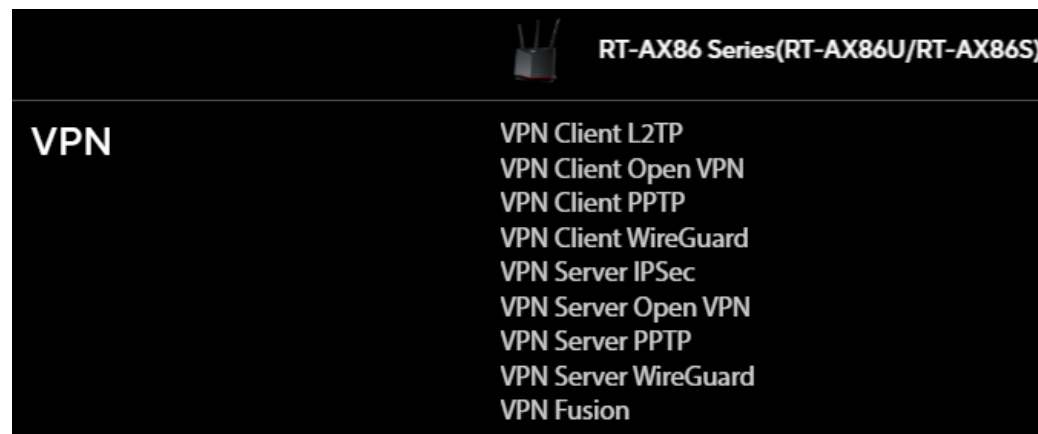 RT-AX86 Series(RT-AX86U/RT-AX86S)
VPN
VPN Client L2TP
VPN Client Open VPN
VPN Client PPTP
VPN Client WireGuard
VPN Server IPSec
VPN Server Open VPN
VPN Server PPTP
VPN Server WireGuard
VPN Fusion